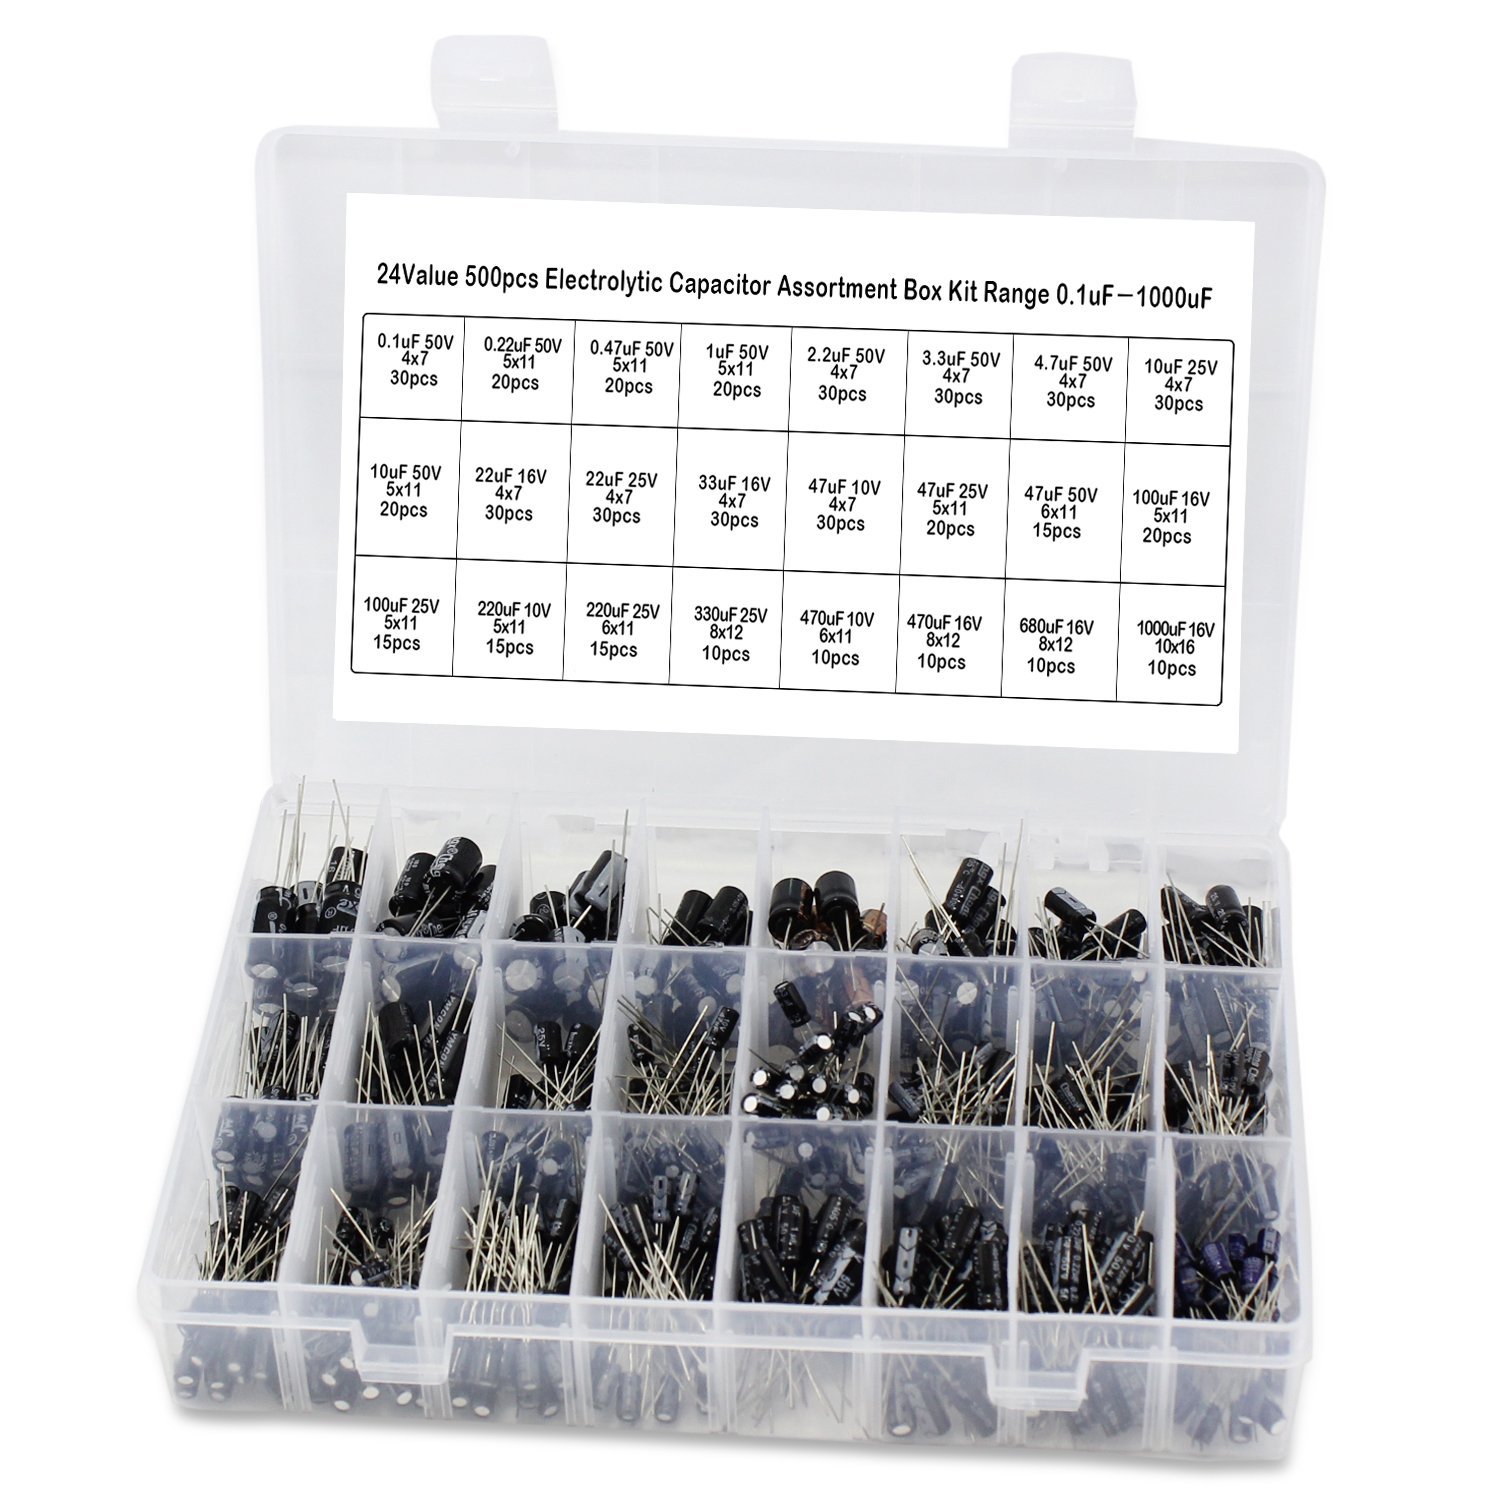 24Value 500pcs Electrolytic Capacitor Assortment Box Kit Range 0.1uF—1000uF
0.1uF 50V
4x7
30pcs
0.22uF 50V
5x11
20pcs
0.47uF 50V
5x11
20pcs
1uF 50V
5x11
20pcs
2.2uF 50V
4x7
30pcs
3.3uF 50V
4x7
30pcs
4.7uF 50V
4x7
30pcs
10uF 25V
4x7
30pcs
10uF 50V
5x11
20pcs
22uF 16V
4x7
30pcs
22uF 25V
4x7
30pcs
33uF 16V
4x7
30pcs
47uF 10V
4x7
30pcs
47uF 25V
5x11
20pcs
47uF 50V
6x11
15pcs
100uF 16V
5x11
20pcs
100uF 25V
5x11
15pcs
220uF 10V
5x11
15pcs
220uF 25V
6x11
15pcs
330uF 25V
8x12
10pcs
470uF 10V
6x11
10pcs
470uF 16V
8x12
10pcs
680uF 16V
8x12
10pcs
1000uF 16V
10x16
10pcs